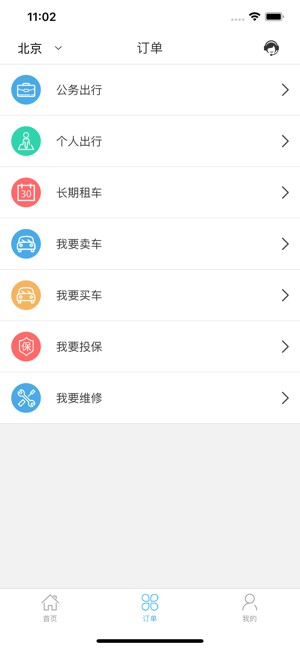 11:02
北京
订单
公务出行
个人出行
30
长期租车
我要卖车
我要买车
保
我要投保
我要维修
首页
订单
我的